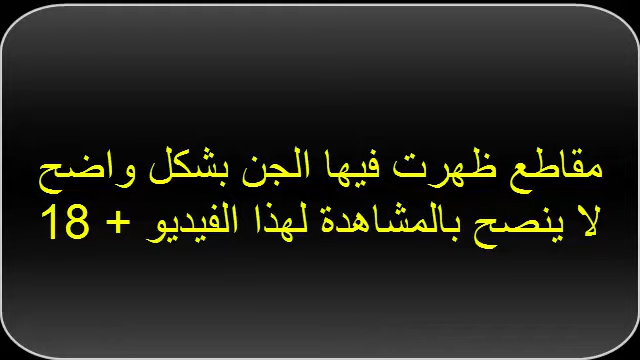 مقاطع ظهرت فيها الجن بشكل واضح
لا ينصح بالمشاهدة لهذا الفيديو + 18